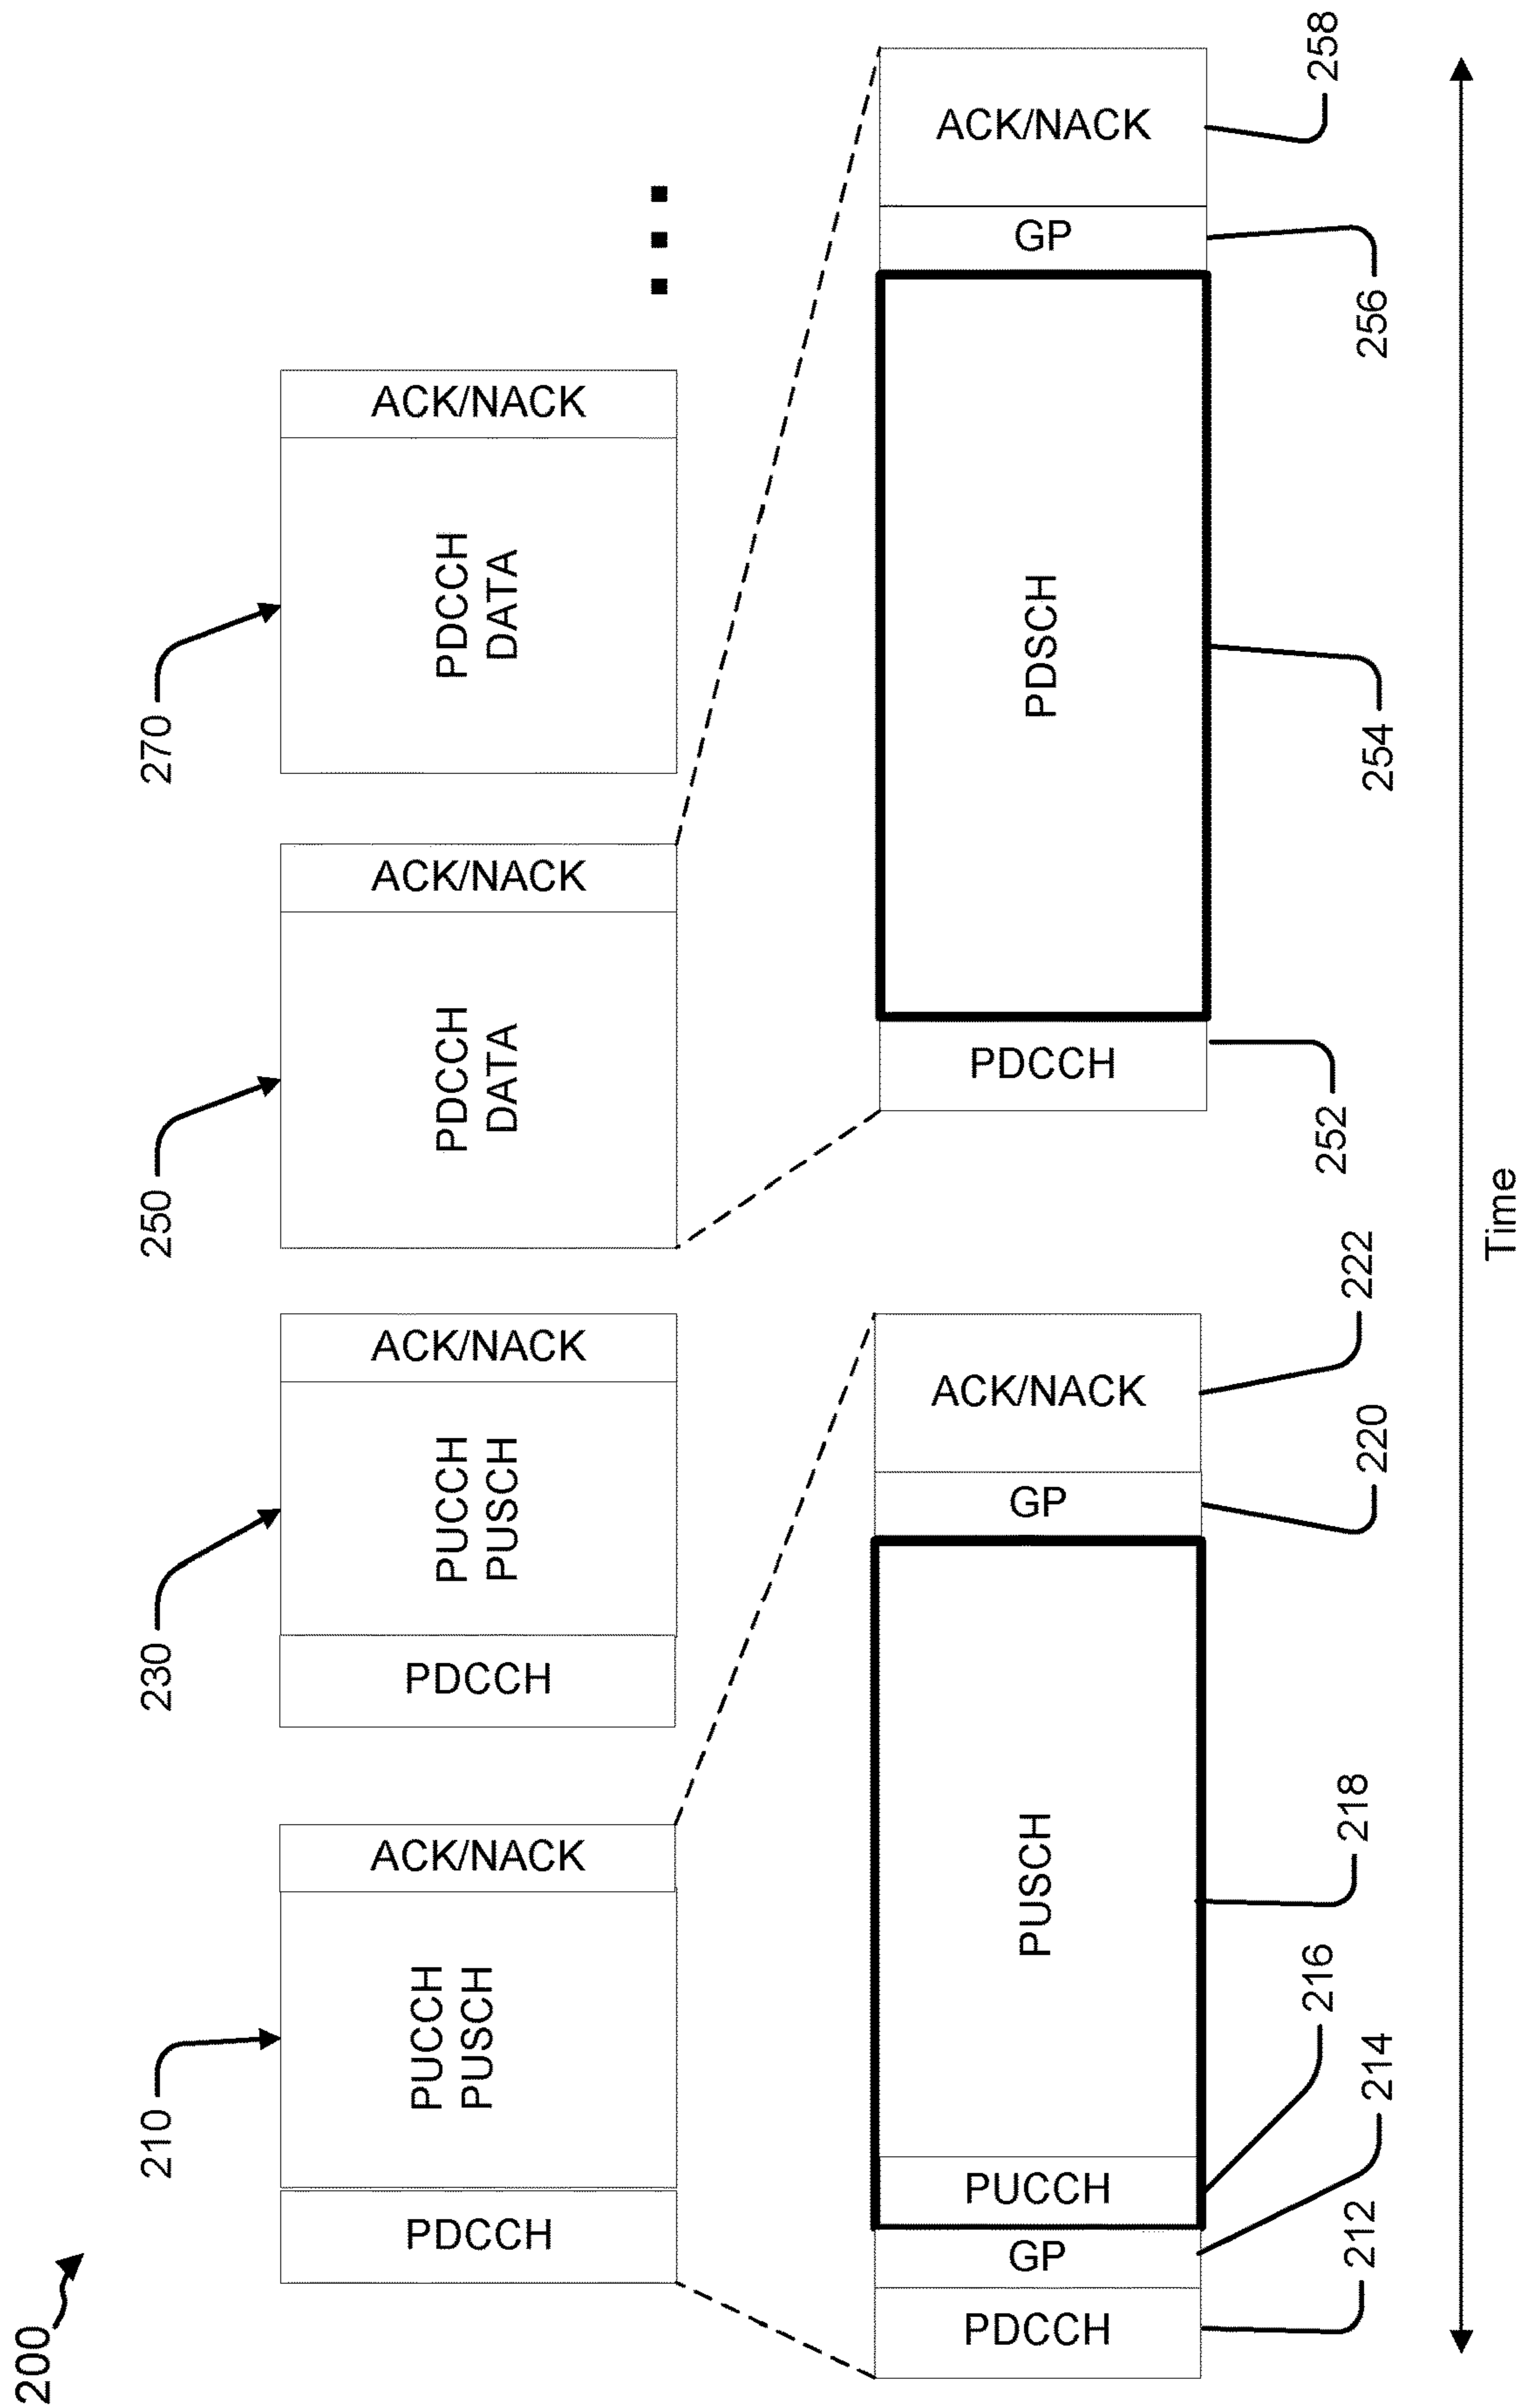 200
210
230
250
270
PDCCH
PUCCH
PUSCH
ACK/NACK
PDCCH
PUCCH
PUSCH
ACK/NACK
PDCCH
DATA
ACK/NACK
PDCCH
DATA
ACK/NACK
PDCCH
GP
PUCCH
PUSCH
GP
ACK/NACK
PDCCH
PDSCH
GP
ACK/NACK
212
214
216
218
220
222
252
254
256
258
Time